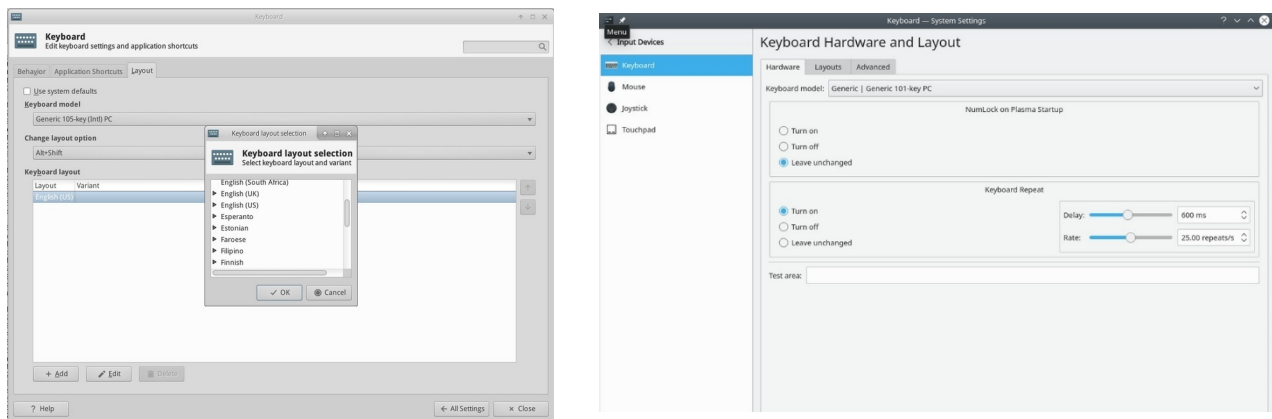 Keyboard
Keyboard
Edit keyboard settings and application shortcuts
Behavior Application Shortcuts Layout
Use system defaults
Keyboard model
Generic 105-key (Intl) PC
Change layout option
Alt+Shift
Keyboard layout
Layout Variant
English (US)
+ Add Edit Delete
? Help
← All Settings × Close
Keyboard layout selection
Keyboard layout selection
Select keyboard layout and variant
English (South Africa)
English (UK)
English (US)
Esperanto
Estonian
Faroese
Filipino
Finnish
OK Cancel
Keyboard — System Settings
Menu
< Input Devices
Keyboard
Mouse
Joystick
Touchpad
Keyboard Hardware and Layout
Hardware Layouts Advanced
Keyboard model: Generic | Generic 101-key PC
NumLock on Plasma Startup
Turn on
Turn off
Leave unchanged
Keyboard Repeat
Turn on
Turn off
Leave unchanged
Delay: 600 ms
Rate: 25.00 repeats/s
Test area: